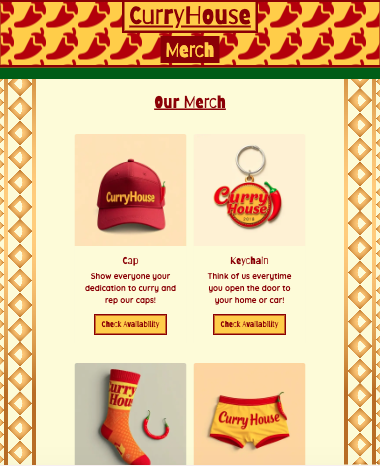 CurryHouse
Merch
Our Merch
CurryHouse
Curry
House
2019
Cap
Keychain
Show everyone your
dedication to curry and
rep our caps!
Think of us everytime
you open the door to
your home or car!
Check Availability
Check Availability
Curry
Hou
Curry House